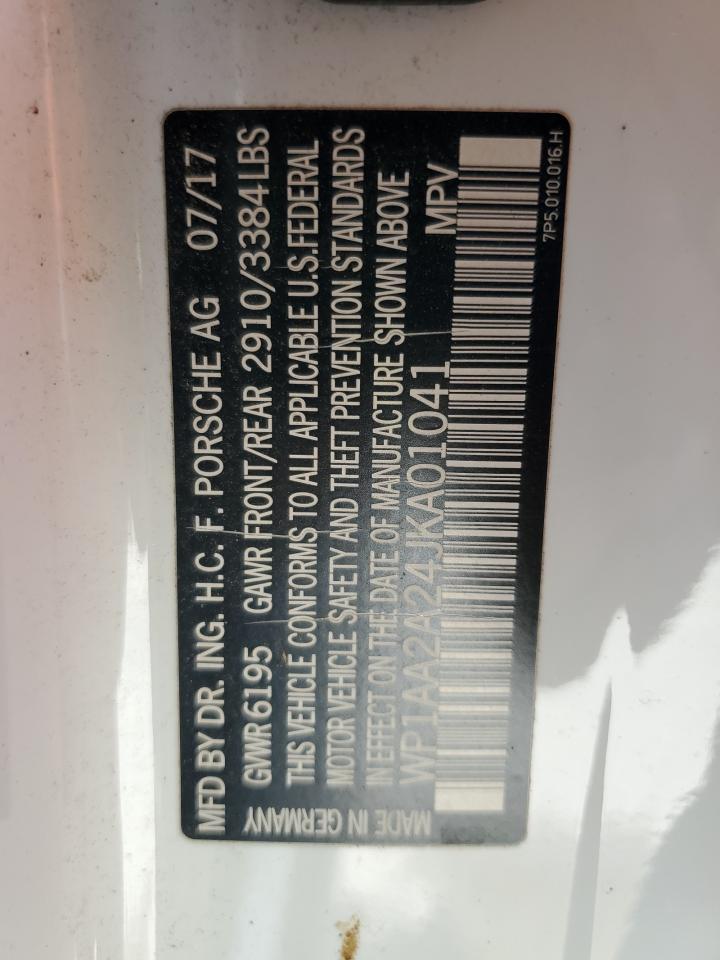 MFD BY DR. ING. H.C. F. PORSCHE AG 07/17
GVWR 6195 GAWR FRONT/REAR 2910/3384LBS
THIS VEHICLE CONFORMS TO ALL APPLICABLE U.S.FEDERAL
MOTOR VEHICLE SAFETY AND THEFT PREVENTION STANDARDS
IN EFFECT ON THE DATE OF MANUFACTURE SHOWN ABOVE
MADE IN GERMANY WP1AA2A24JKA01041 MPV
7P5.010.016.H